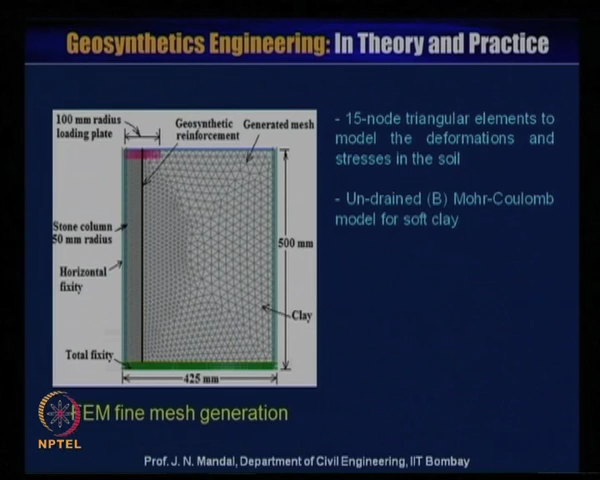 Geosynthetics Engineering: In Theory and Practice
100 mm radius
loading plate
Geosynthetic
reinforcement
Generated mesh
Stone column
50 mm radius
500 mm
Horizontal
fixity
Clay
Total fixity
425 mm
- 15-node triangular elements to
model the deformations and
stresses in the soil
- Un-drained (B) Mohr-Coulomb
model for soft clay
FEM fine mesh generation
NPTEL
Prof. J. N. Mandal, Department of Civil Engineering, IIT Bombay